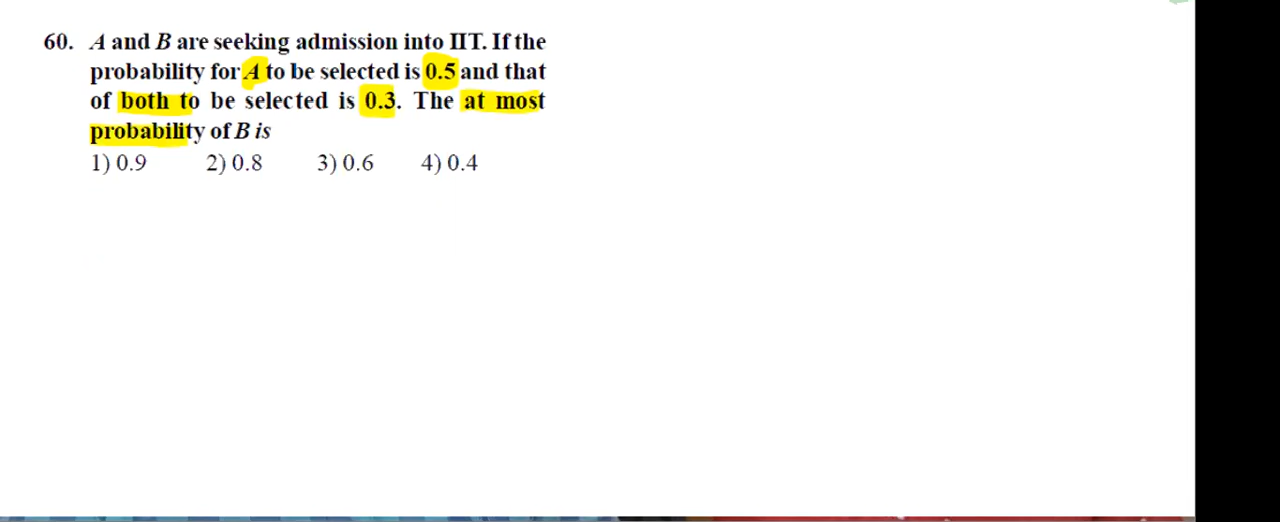 60. A and B are seeking admission into IIT. If the
probability for A to be selected is 0.5 and that
of both to be selected is 0.3. The at most
probability of B is
1) 0.9 2) 0.8 3) 0.6 4) 0.4